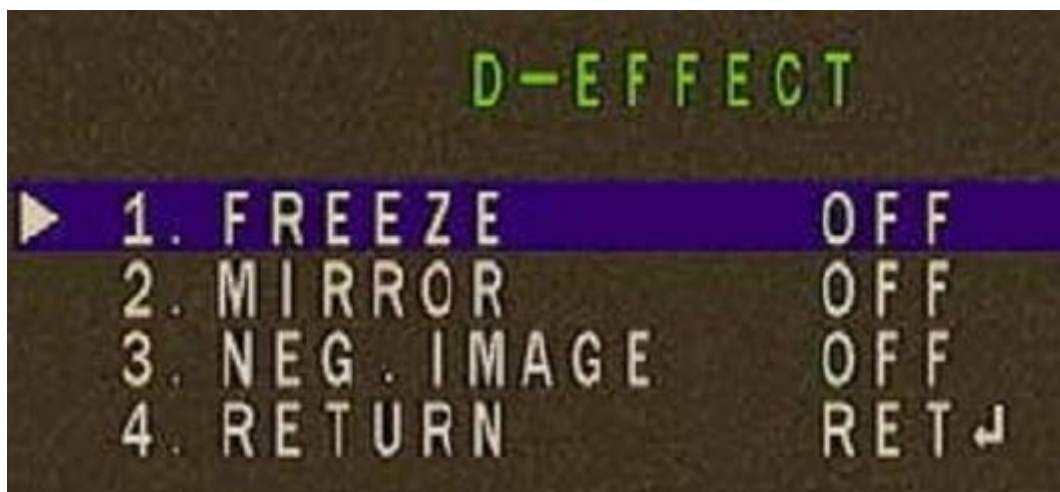 D-EFFECT
▶ 1. FREEZE OFF
2. MIRROR OFF
3. NEG. IMAGE OFF
4. RETURN RET↲